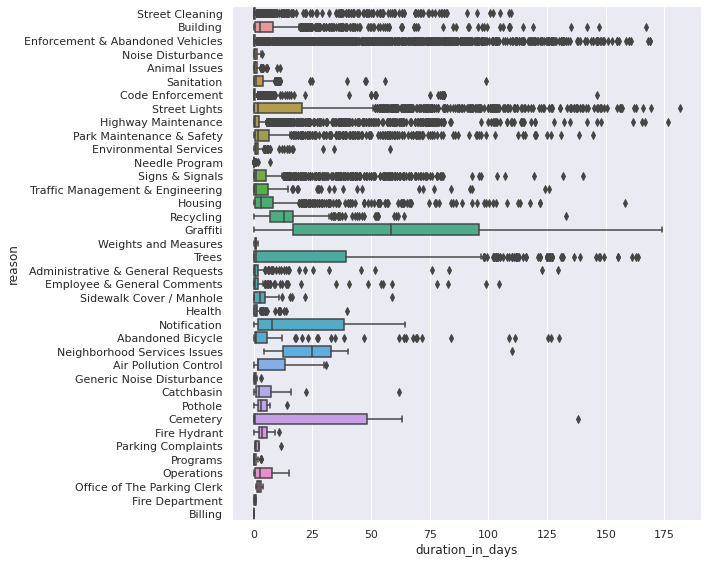 Street Cleaning
Building
Enforcement & Abandoned Vehicles
Noise Disturbance
Animal Issues
Sanitation
Code Enforcement
Street Lights
Highway Maintenance
Park Maintenance & Safety
Environmental Services
Needle Program
Signs & Signals
Traffic Management & Engineering
Housing
Recycling
Graffiti
Weights and Measures
Trees
Administrative & General Requests
Employee & General Comments
Sidewalk Cover / Manhole
Health
Notification
Abandoned Bicycle
Neighborhood Services Issues
Air Pollution Control
Generic Noise Disturbance
Catchbasin
Pothole
Cemetery
Fire Hydrant
Parking Complaints
Programs
Operations
Office of The Parking Clerk
Fire Department
Billing
reason
0 25 50 75 100 125 150 175
duration_in_days